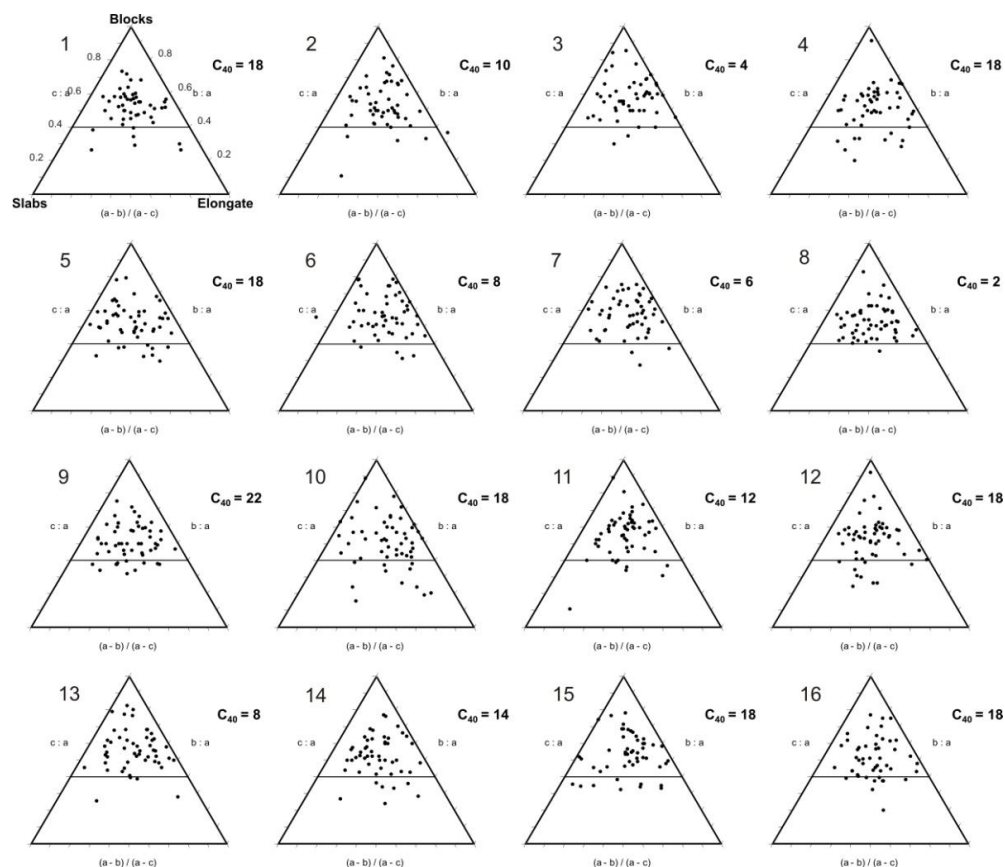 Blocks
1
2
3
4
0.8
0.8
C40 = 18
C40 = 10
C40 = 4
C40 = 18
0.6
0.6
c : a
b : a
c : a
b : a
c : a
b : a
c : a
b : a
0.4
0.4
0.2
0.2
Slabs
Elongate
(a - b) / (a - c)
(a - b) / (a - c)
(a - b) / (a - c)
(a - b) / (a - c)
5
6
7
8
C40 = 18
C40 = 8
C40 = 6
C40 = 2
c : a
b : a
c : a
b : a
c : a
b : a
c : a
b : a
(a - b) / (a - c)
(a - b) / (a - c)
(a - b) / (a - c)
(a - b) / (a - c)
9
10
11
12
C40 = 22
C40 = 18
C40 = 12
C40 = 18
c : a
b : a
c : a
b : a
c : a
b : a
c : a
b : a
(a - b) / (a - c)
(a - b) / (a - c)
(a - b) / (a - c)
(a - b) / (a - c)
13
14
15
16
C40 = 8
C40 = 14
C40 = 18
C40 = 18
c : a
b : a
c : a
b : a
c : a
b : a
c : a
b : a
(a - b) / (a - c)
(a - b) / (a - c)
(a - b) / (a - c)
(a - b) / (a - c)